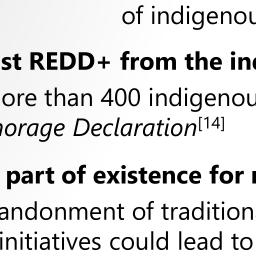 of indigenou
st REDD+ from the in
ore than 400 indigenou
orage Declaration[14]
part of existence for
andonment of tradition
initiatives could lead to